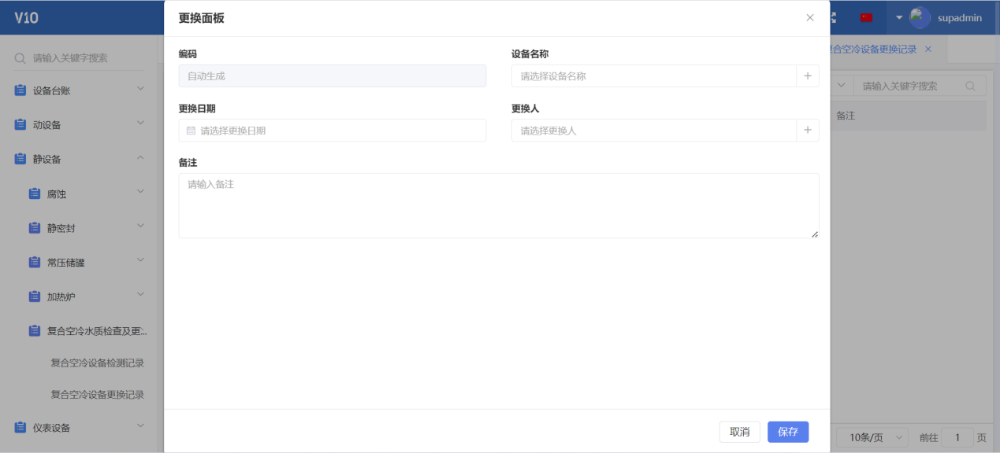 V10
supadmin
请输入关键字搜索
设备台账
动设备
静设备
腐蚀
静密封
常压储罐
加热炉
复合空冷水质检查及更...
复合空冷设备检测记录
复合空冷设备更换记录
仪表设备
更换面板
编码
设备名称
自动生成
请选择设备名称
更换日期
更换人
请选择更换日期
请选择更换人
备注
请输入备注
取消
保存
合空冷设备更换记录
请输入关键字搜索
备注
10条/页
前往
1
页